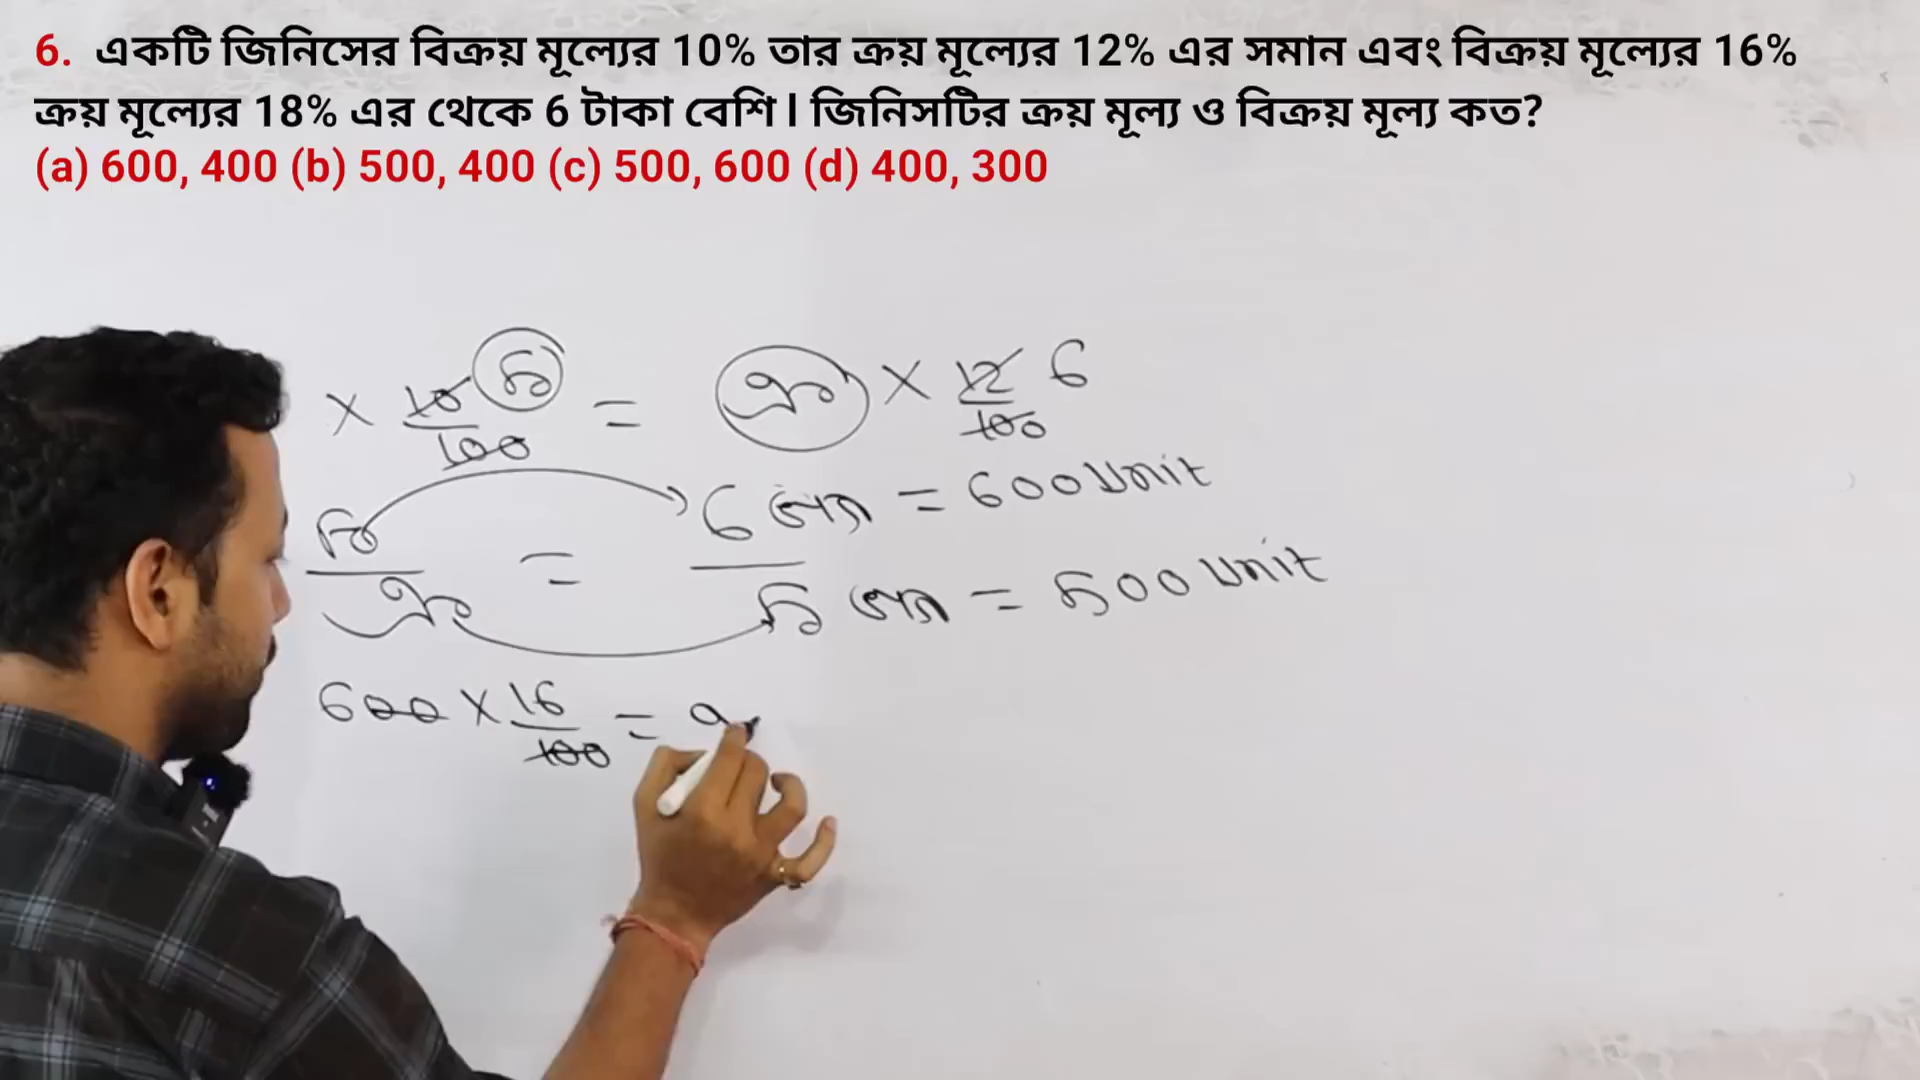 6. একটি জিনিসের বিক্রয় মূল্যের 10% তার ক্রয় মূল্যের 12% এর সমান এবং বিক্রয় মূল্যের 16%
ক্রয় মূল্যের 18% এর থেকে 6 টাকা বেশি । জিনিসটির ক্রয় মূল্য ও বিক্রয় মূল্য কত?
(a) 600, 400 (b) 500, 400 (c) 500, 600 (d) 400, 300
× 10/100 5 = ক্র × 12/100 6
বি/ক্র = 6/5
= 600 Unit
= 500 Unit
600 × 16/100 = 9